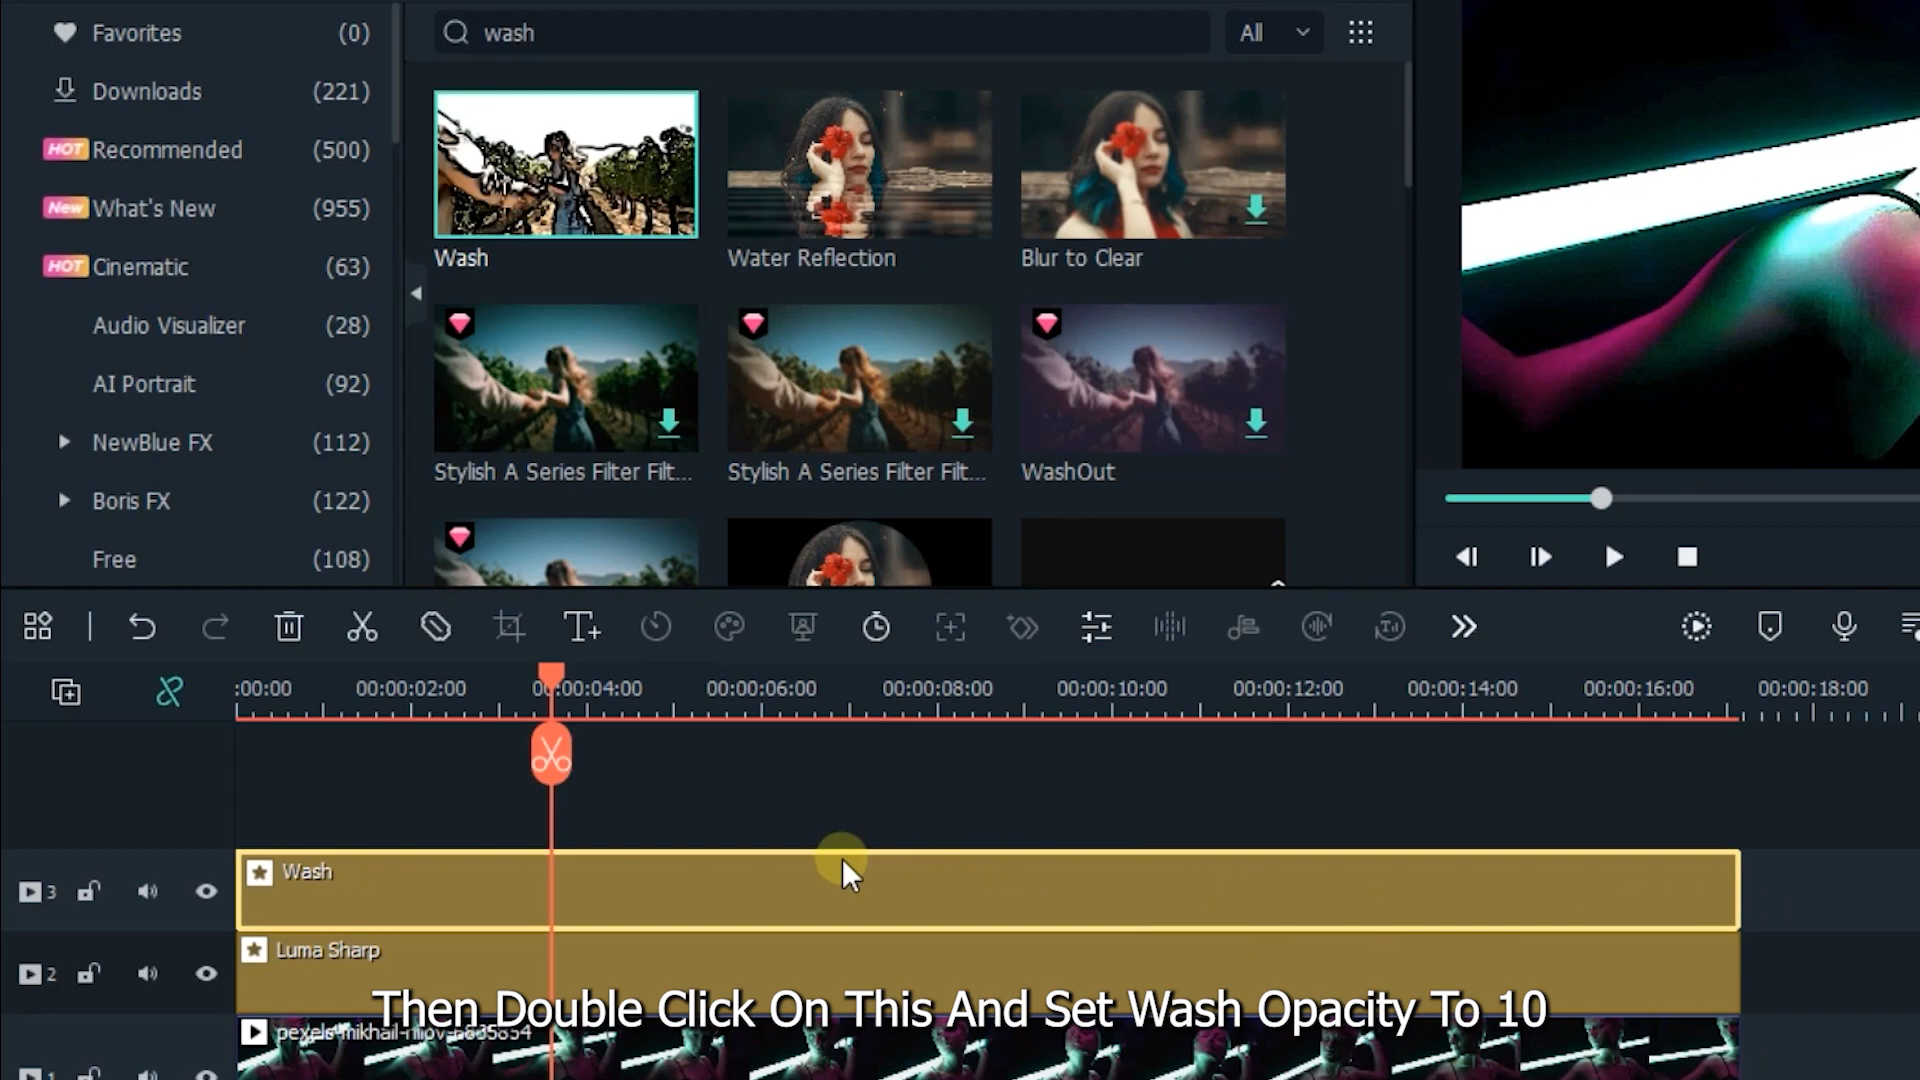 Favorites (0)
Downloads (221)
HOT Recommended (500)
New What's New (955)
HOT Cinematic (63)
Audio Visualizer (28)
AI Portrait (92)
NewBlue FX (112)
Boris FX (122)
Free (108)
wash
All
Wash
Water Reflection
Blur to Clear
Stylish A Series Filter Filt...
Stylish A Series Filter Filt...
WashOut
:00:00 00:00:02:00 00:00:04:00 00:00:06:00 00:00:08:00 00:00:10:00 00:00:12:00 00:00:14:00 00:00:16:00 00:00:18:00
3
Wash
2
Luma Sharp
Then Double Click On This And Set Wash Opacity To 10
1